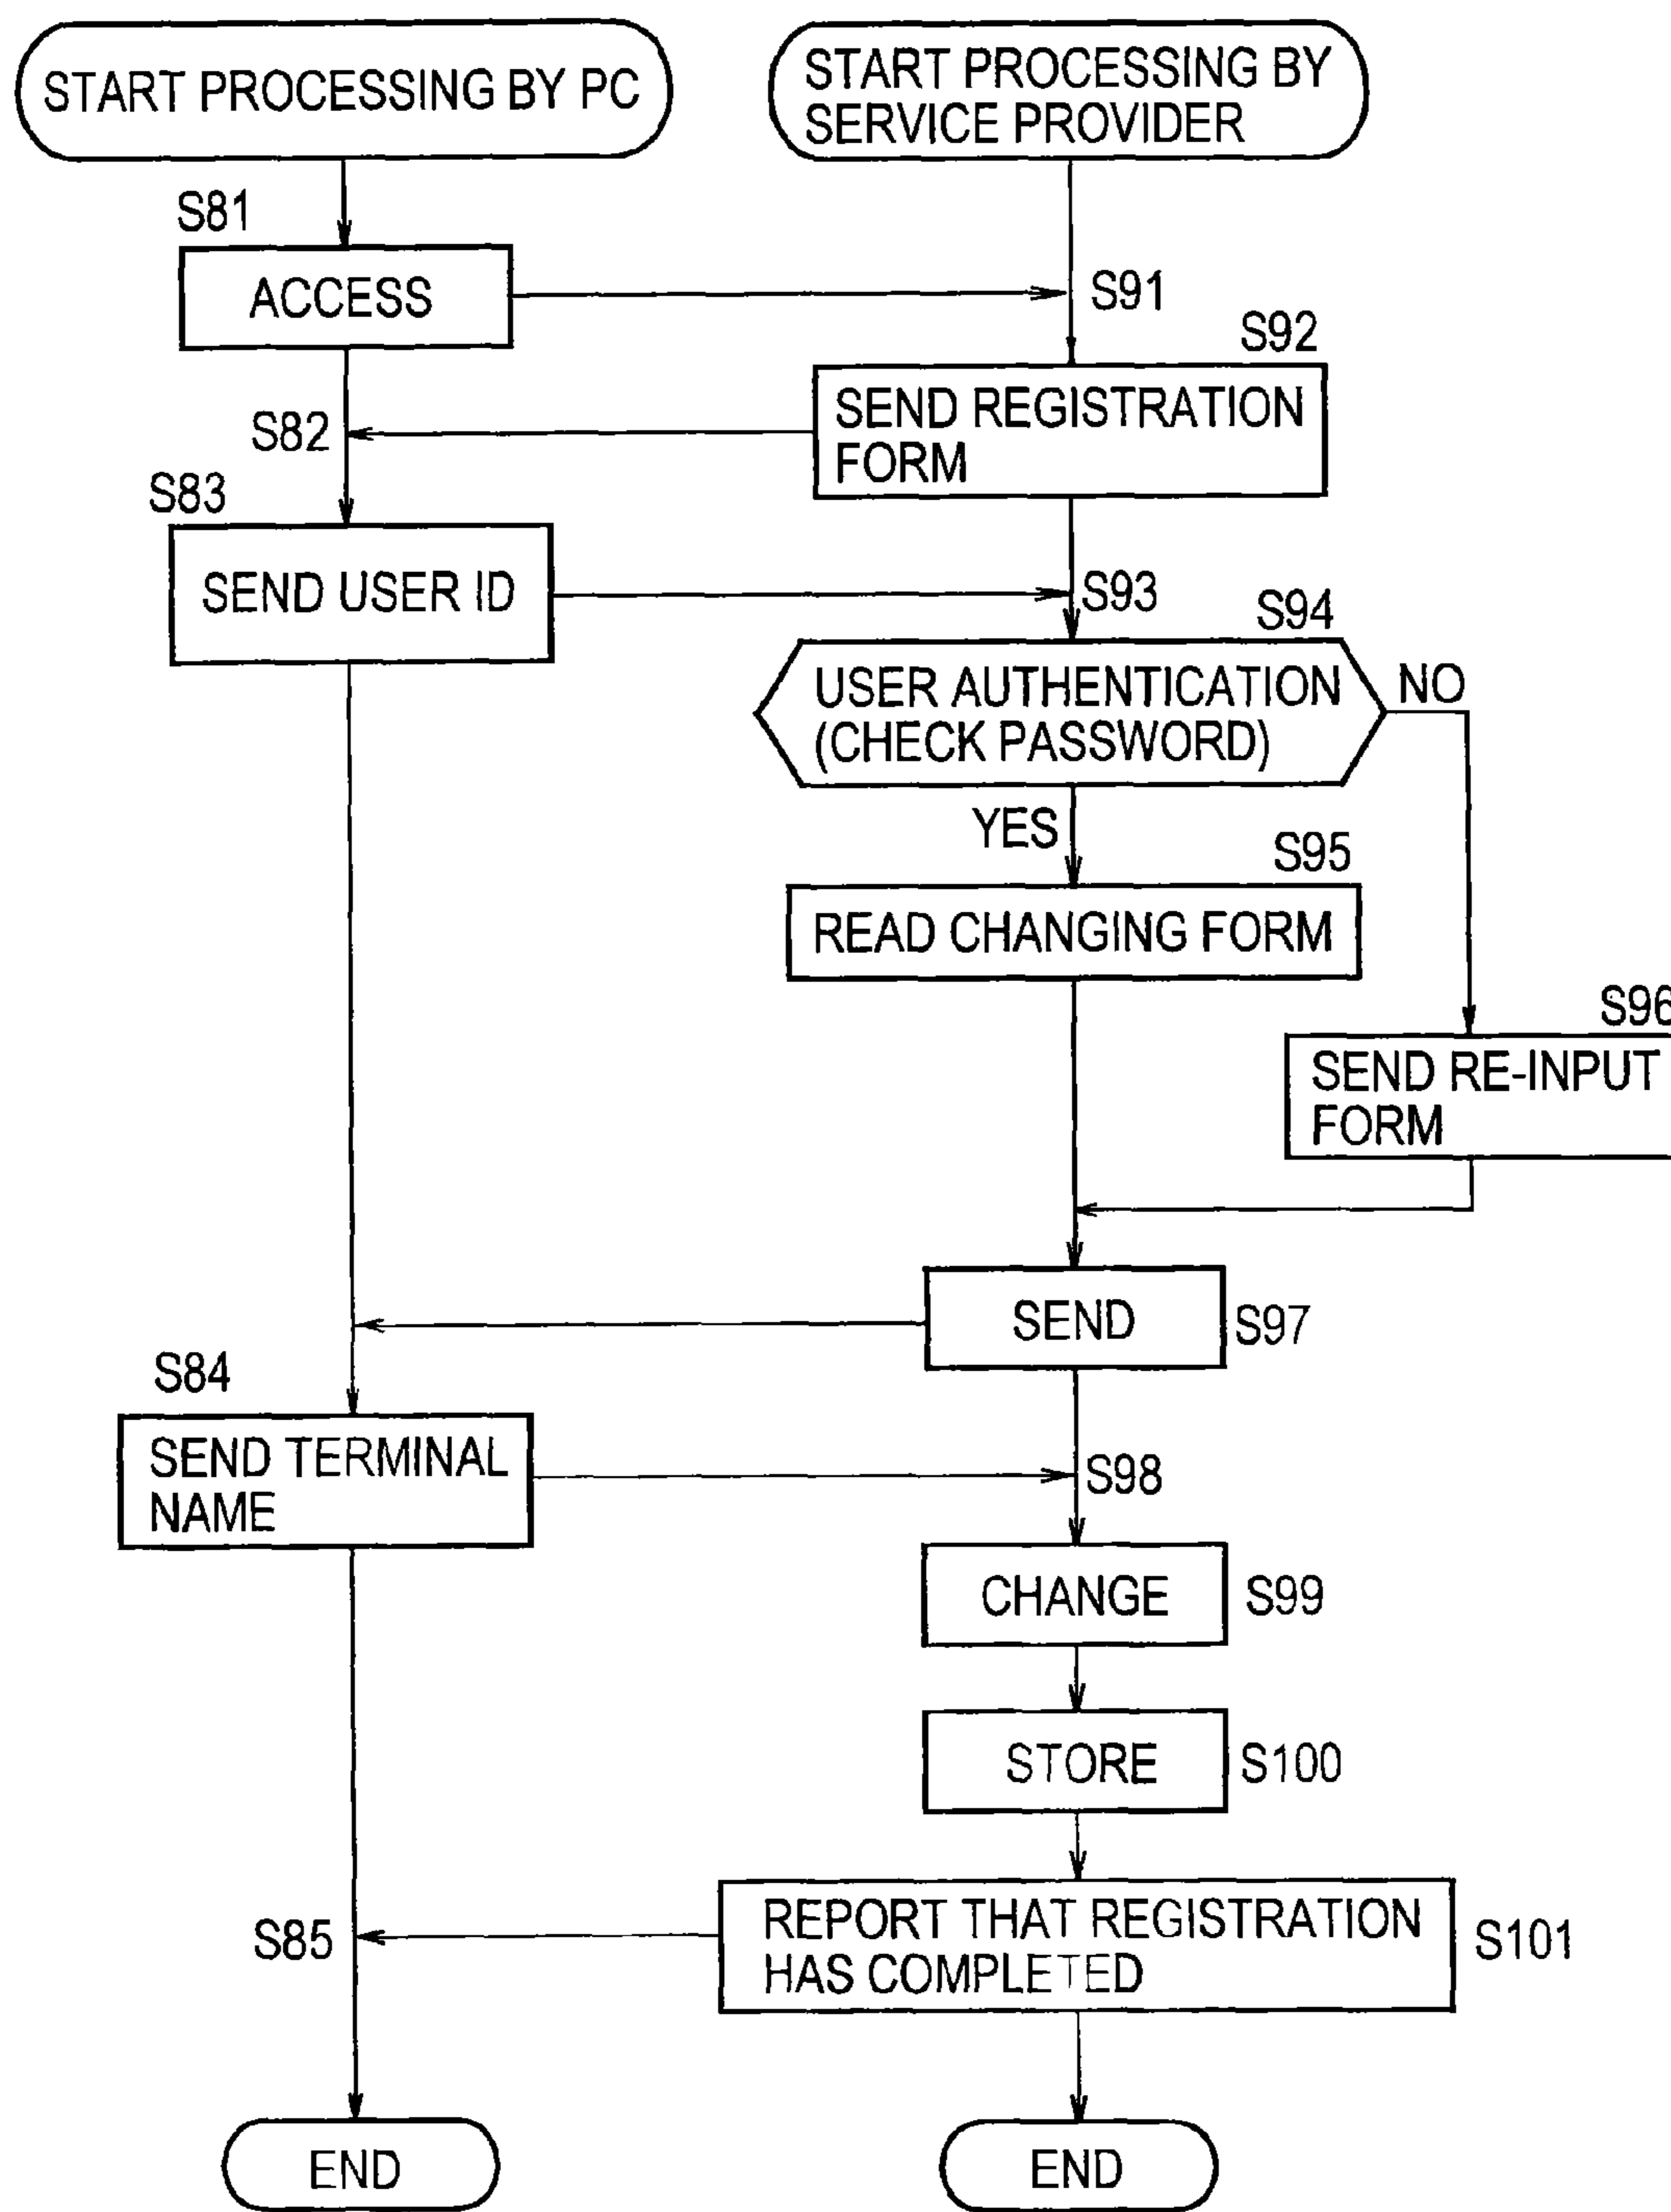 START PROCESSING BY PC
START PROCESSING BY
SERVICE PROVIDER
S81
ACCESS
S91
S92
SEND REGISTRATION
FORM
S82
S83
SEND USER ID
S93
S94
USER AUTHENTICATION
(CHECK PASSWORD)
NO
YES
S95
READ CHANGING FORM
S96
SEND RE-INPUT
FORM
SEND
S97
S84
SEND TERMINAL
NAME
S98
CHANGE
S99
STORE
S100
REPORT THAT REGISTRATION
HAS COMPLETED
S101
S85
END
END